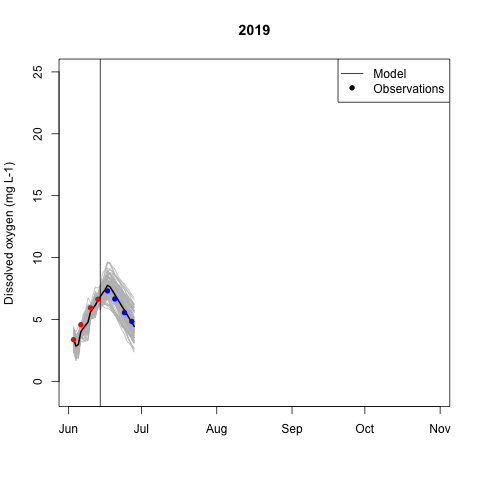 2019
Model
Observations
Dissolved oxygen (mg L-1)
25
20
15
10
5
0
Jun Jul Aug Sep Oct Nov